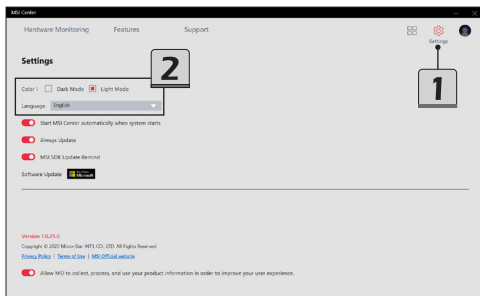 MSI Center
Hardware Monitoring Features Support
Settings
Settings
2
1
Color : Dark Mode Light Mode
Language English
Start MSI Center automatically when system starts
Always Update
MSI SDK Update Remind
Software Update Microsoft
Version 1.0.25.0
Copyright © 2020 Micro-Star INT'L CO., LTD. All Rights Reserved
Privacy Policy | Terms of Use | MSI Official website
Allow MSI to collect, process, and use your product information in order to improve your user experience.